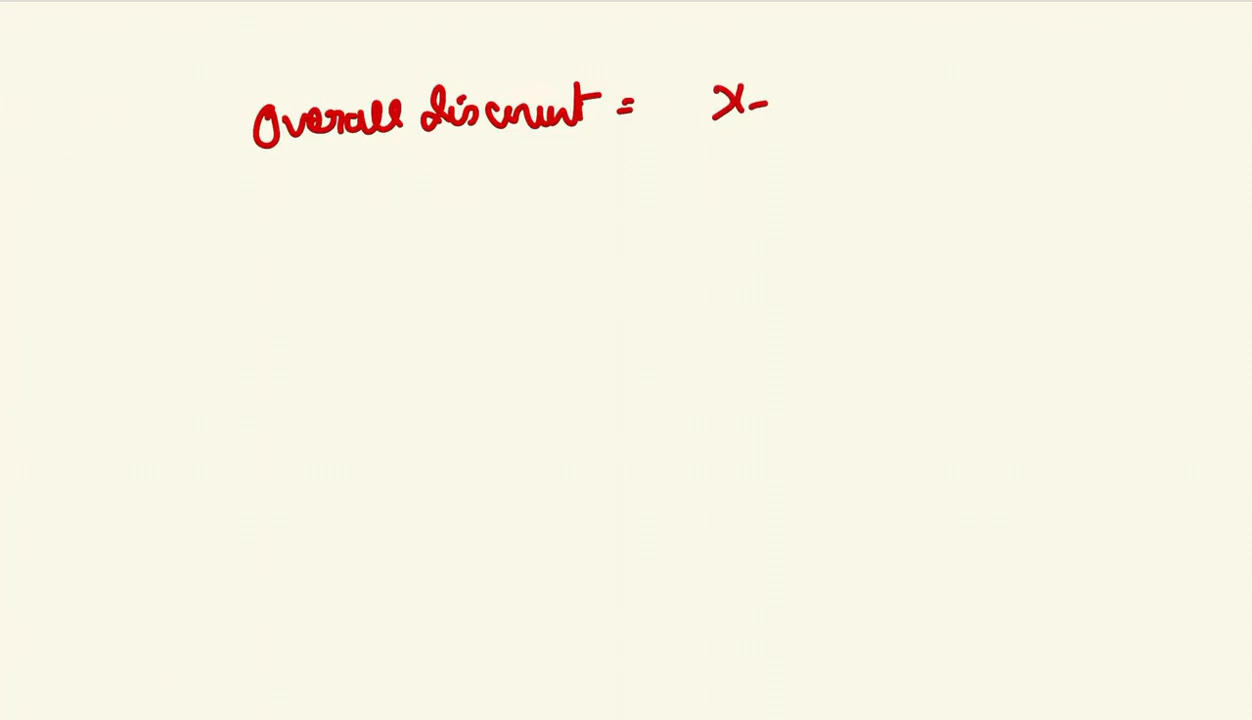 Overall discount = x-